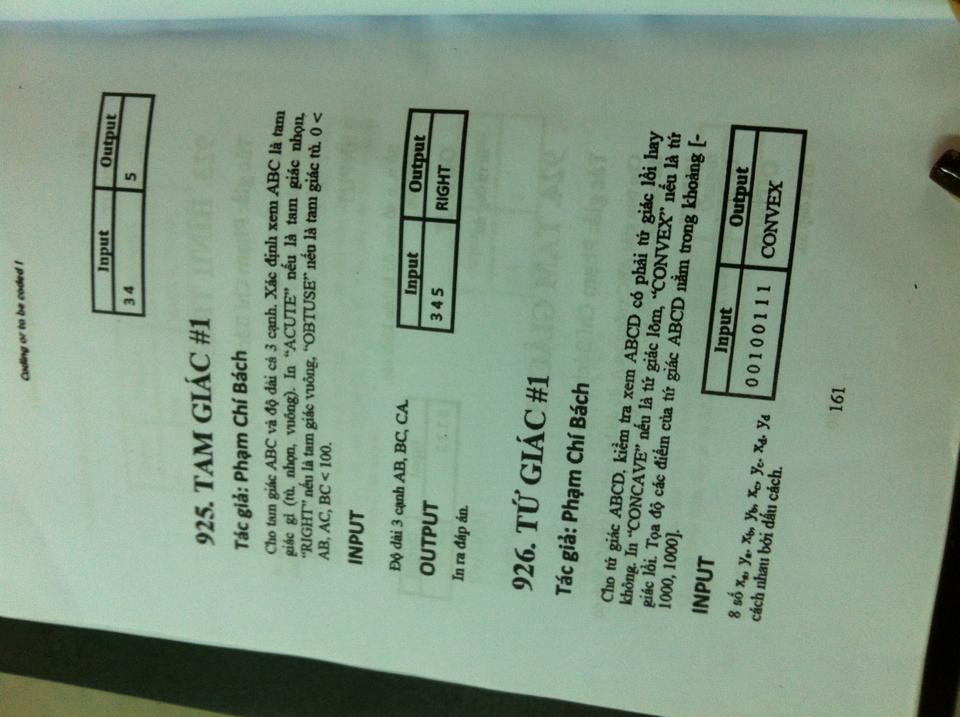 Coding or to be coded !
Input Output
3 4 5
925. TAM GIÁC #1
Tác giả: Phạm Chí Bách
Cho tam giác ABC và độ dài cả 3 cạnh. Xác định xem ABC là tam
giác gì (tù, nhọn, vuông). In “ACUTE” nếu là tam giác nhọn,
“RIGHT” nếu là tam giác vuông, “OBTUSE” nếu là tam giác tù. 0 <
AB, AC, BC < 100.
INPUT
Độ dài 3 cạnh AB, BC, CA.
OUTPUT
In ra đáp án.
Input Output
3 4 5 RIGHT
926. TỨ GIÁC #1
Tác giả: Phạm Chí Bách
Cho tứ giác ABCD, kiểm tra xem ABCD có phải tứ giác lồi hay
không. In “CONCAVE” nếu là tứ giác lõm, “CONVEX” nếu là tứ
giác lồi. Tọa độ các điểm của tứ giác ABCD nằm trong khoảng [-
1000, 1000].
INPUT
8 số xa, ya, xb, yb, xc, yc, xd, yd
cách nhau bởi dấu cách.
Input Output
0 0 1 0 0 1 1 1 CONVEX
161